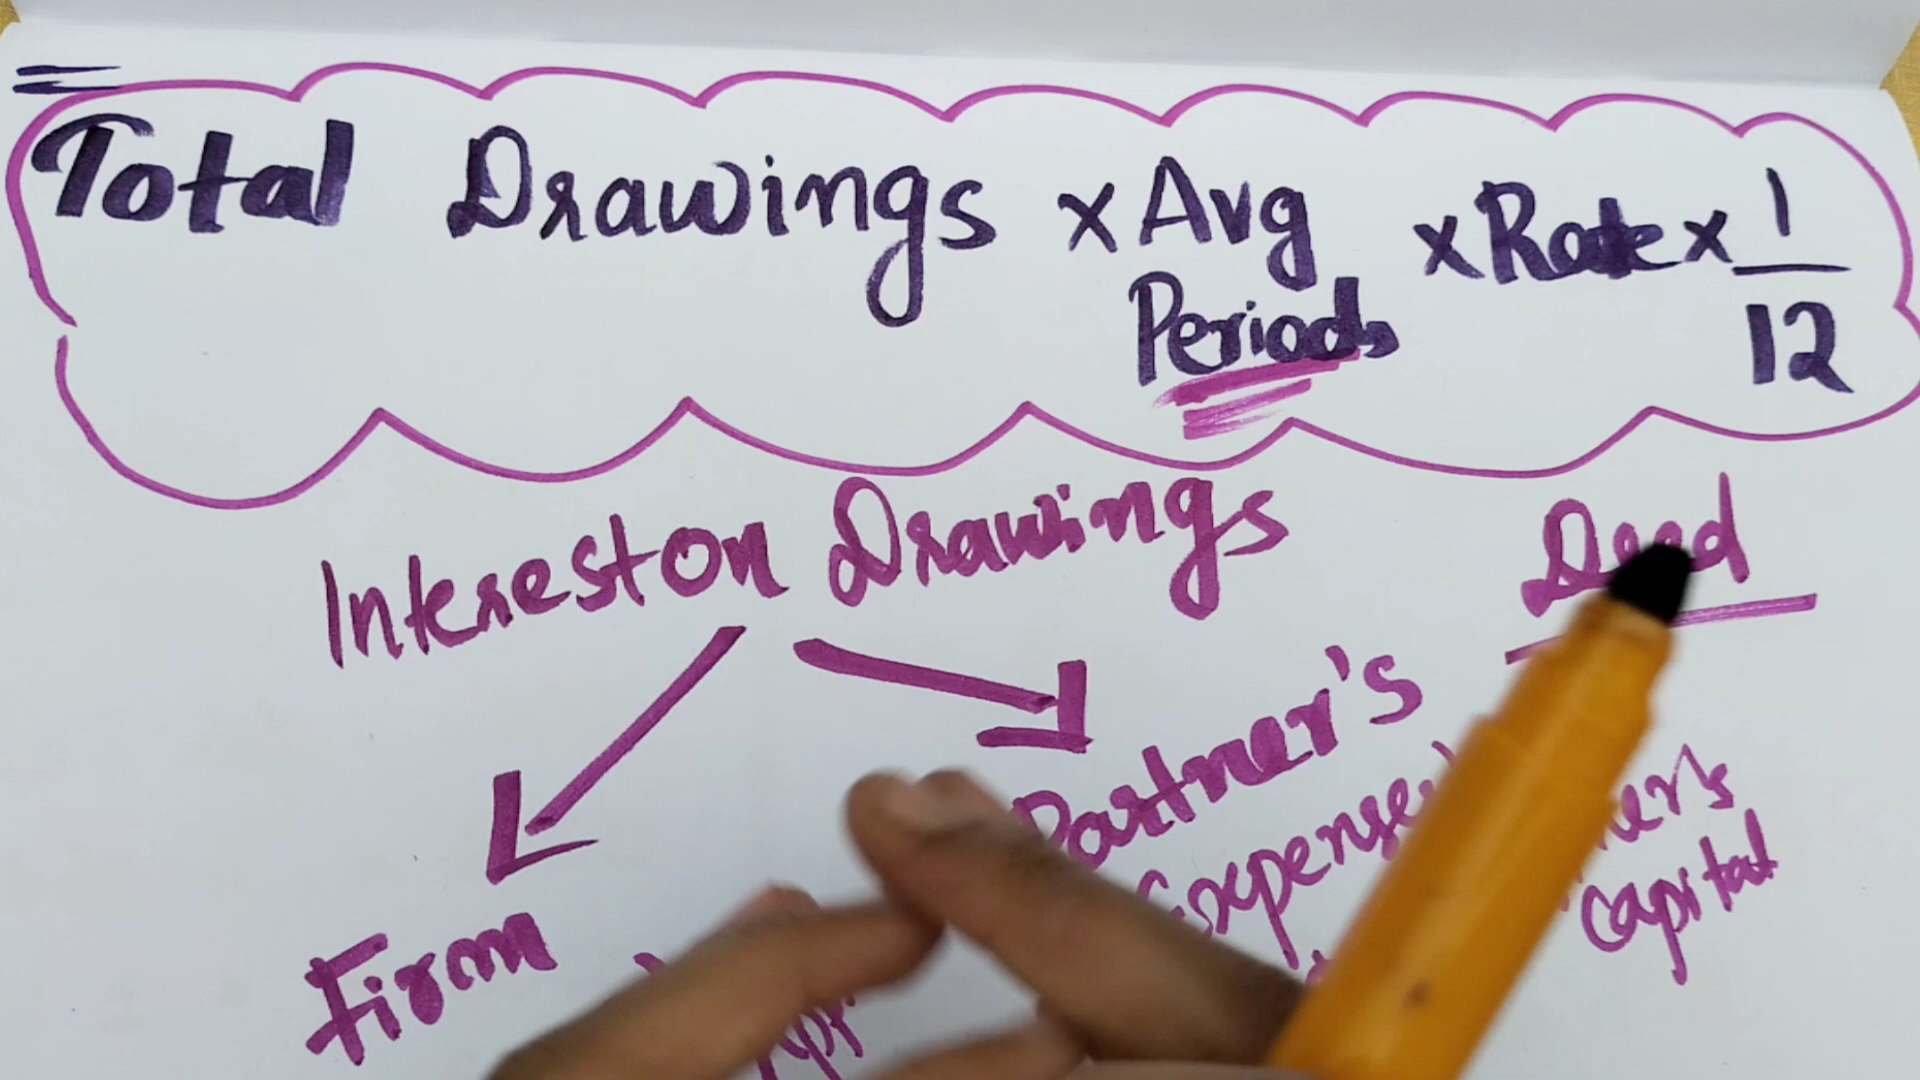 Total Drawings × Avg Periods × Rate × 1/12
Interest on Drawings
Deed
Partner's
Expense
Capital
Firm